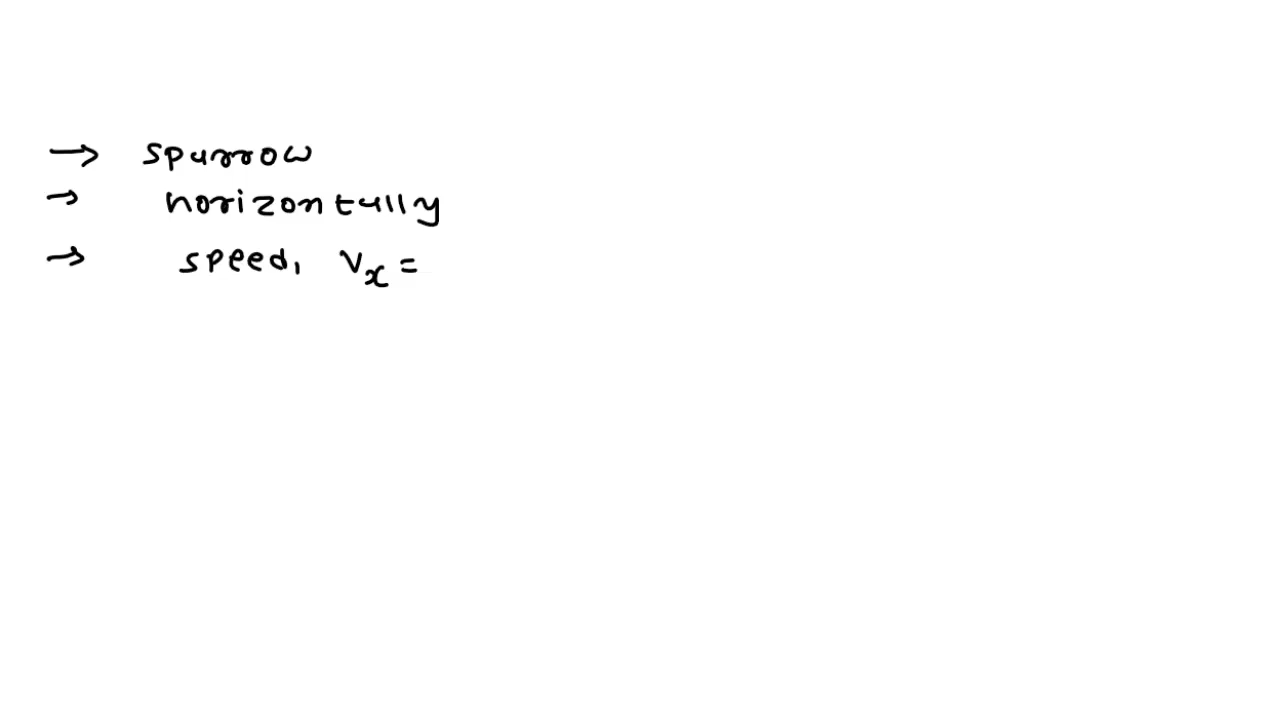 → sparrow
→ horizontally
→ speed, vx =